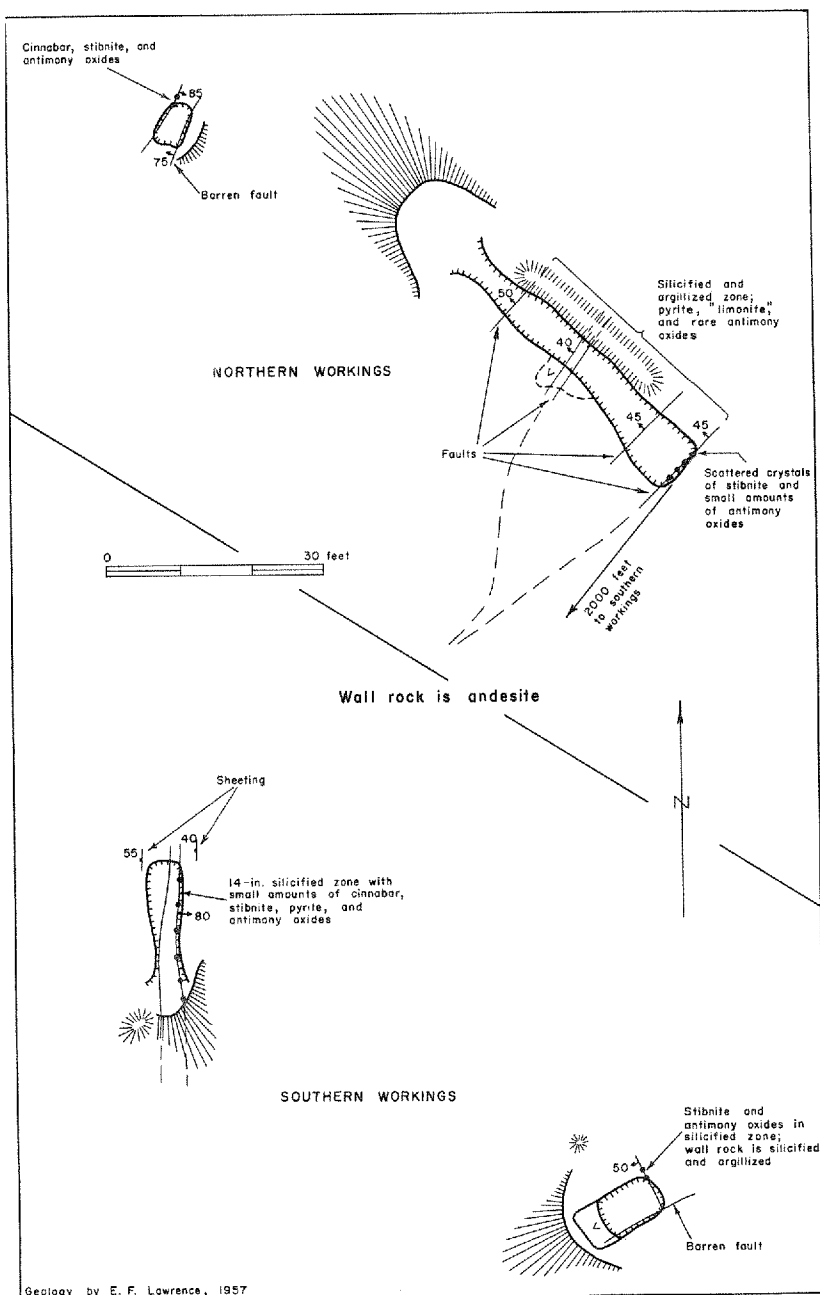 Cinnabar, stibnite, and
antimony oxides
85
75
Barren fault
Silicified and
argillized zone;
pyrite, "limonite,"
and rare antimony
oxides
50
40
NORTHERN WORKINGS
45
45
Faults
Scattered crystals
of stibnite and
small amounts
of antimony
oxides
0
30 feet
2000 feet
to southern
workings
Wall rock is andesite
Sheeting
N
55
40
14-in. silicified zone with
small amounts of cinnabar,
stibnite, pyrite, and
antimony oxides
80
SOUTHERN WORKINGS
Stibnite and
antimony oxides in
silicified zone;
wall rock is silicified
and argillized
50
Barren fault
Geology by E. F. Lawrence, 1957